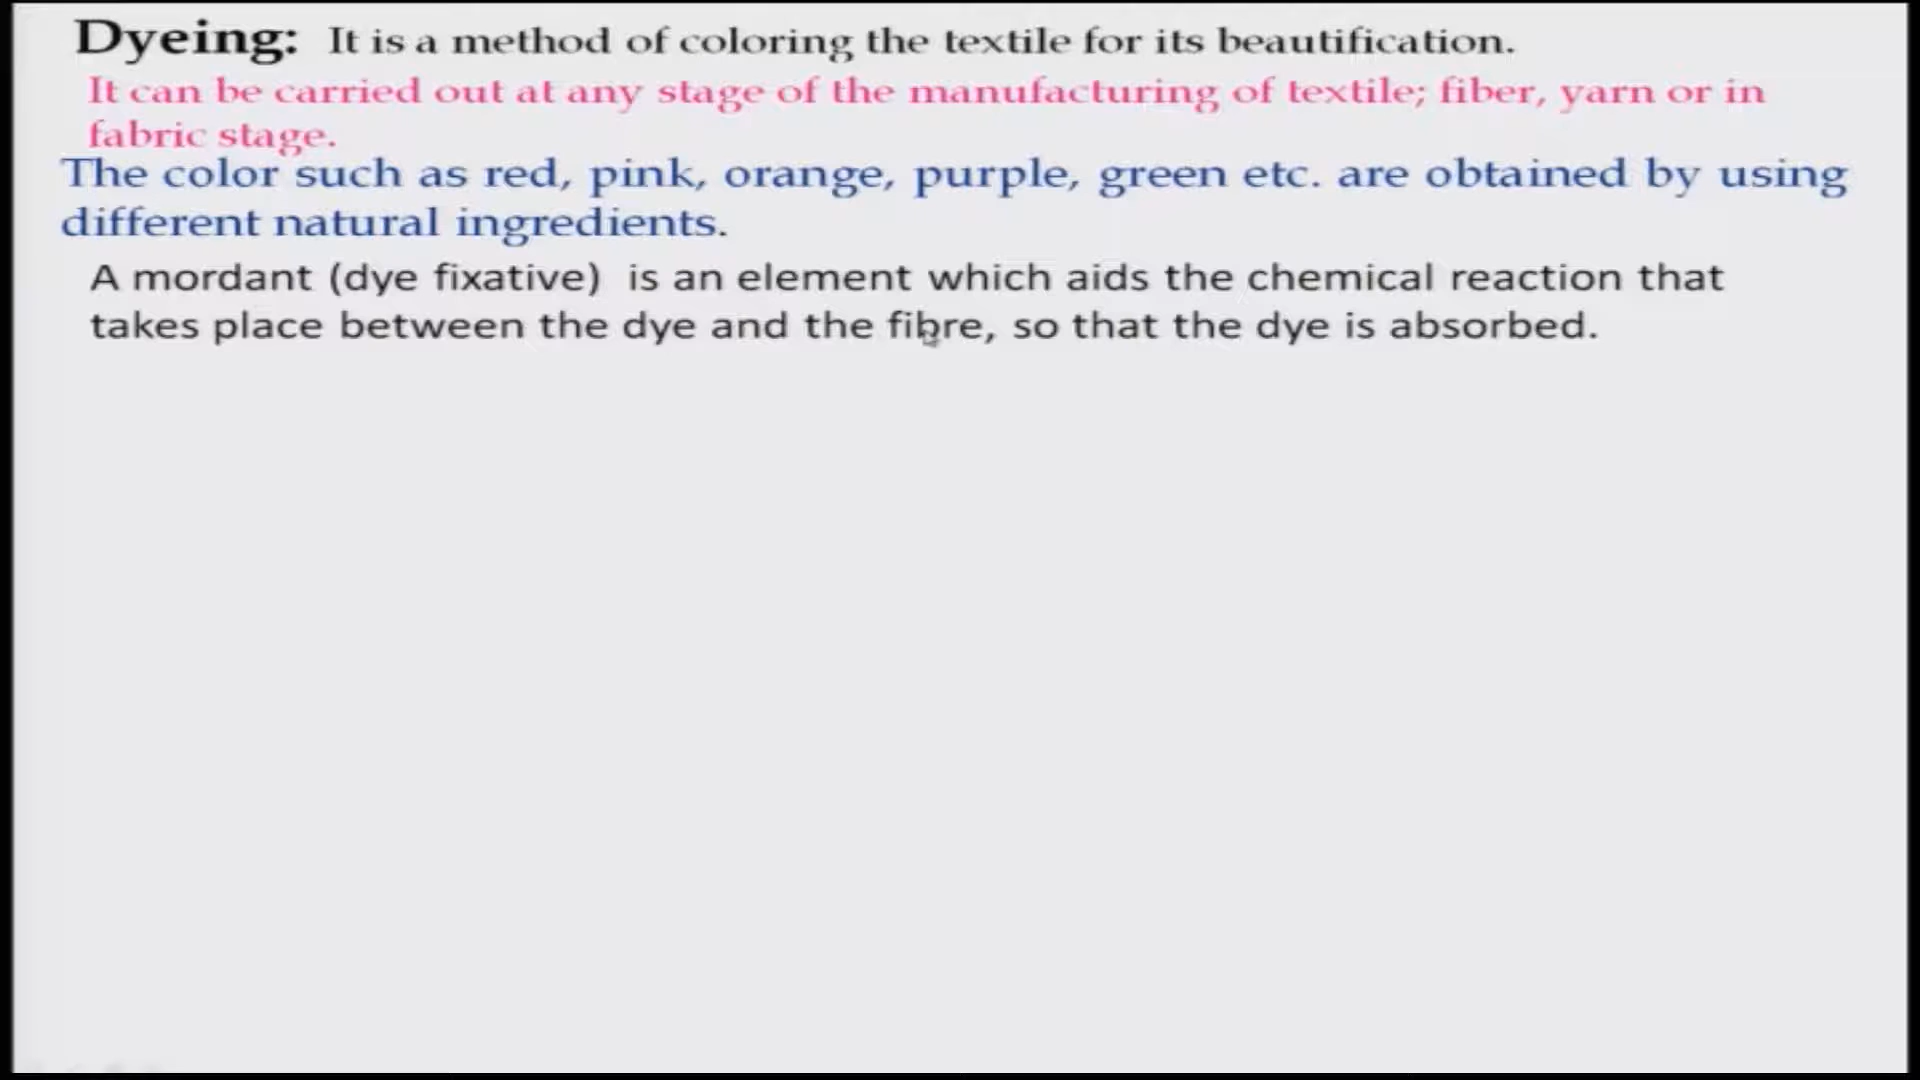 Dyeing: It is a method of coloring the textile for its beautification.
It can be carried out at any stage of the manufacturing of textile; fiber, yarn or in
fabric stage.
The color such as red, pink, orange, purple, green etc. are obtained by using
different natural ingredients.
A mordant (dye fixative) is an element which aids the chemical reaction that
takes place between the dye and the fibre, so that the dye is absorbed.